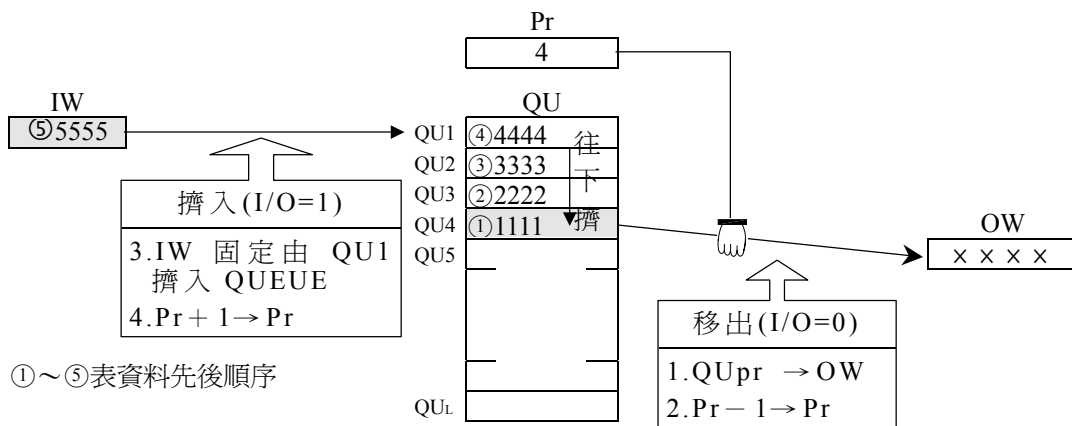 Pr
4
IW
⑤5555
QU
QU1 ④4444
QU2 ③3333
QU3 ②2222
QU4 ①1111
QU5
QUL
往下擠
OW
××××
擠入(I/O=1)
3.IW 固定由 QU1
擠入 QUEUE
4.Pr+1→Pr
移出(I/O=0)
1.QUpr →OW
2.Pr－1→Pr
①～⑤表資料先後順序